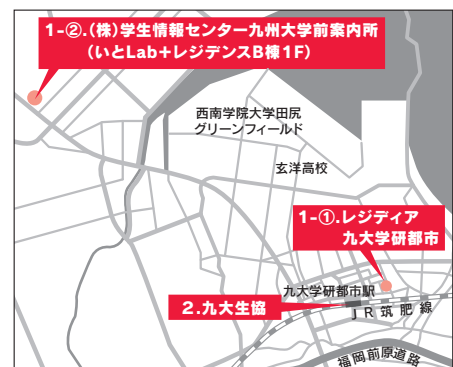 1-②.(株)学生情報センター九州大学前案内所
(いとLab+レジデンスB棟1F)
西南学院大学田尻
グリーンフィールド
玄洋高校
1-①.レジディア
九大学研都市
九大学研都市駅
2.九大生協
JR筑肥線
福岡前原道路